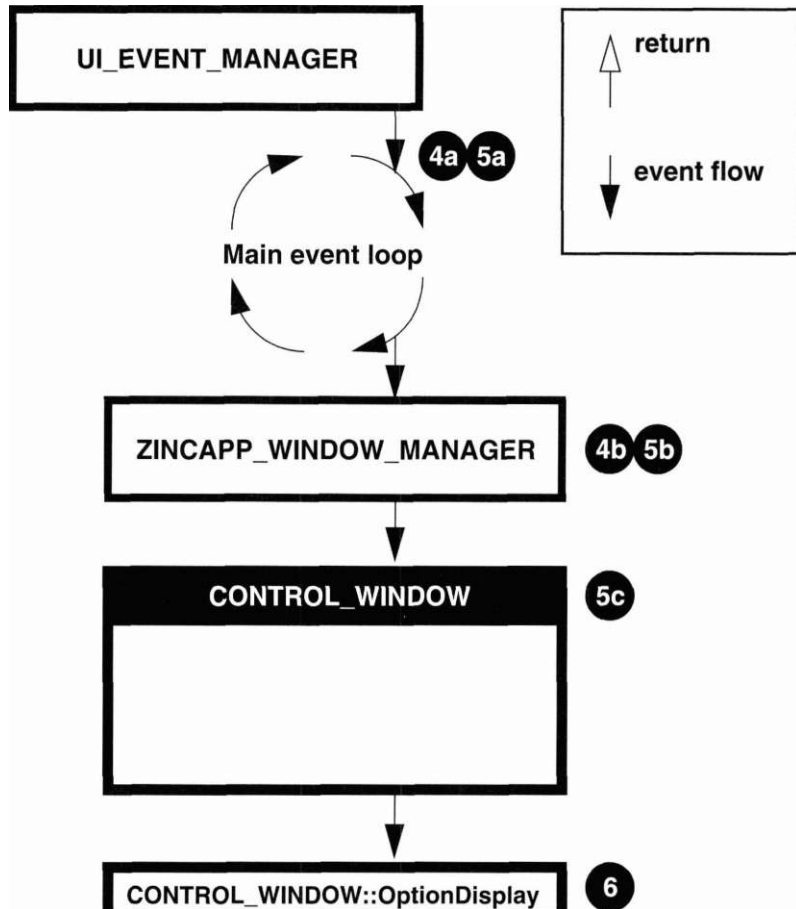 UI_EVENT_MANAGER
return
4a 5a
event flow
Main event loop
ZINCAPP_WINDOW_MANAGER
4b 5b
CONTROL_WINDOW
5c
CONTROL_WINDOW::OptionDisplay
6